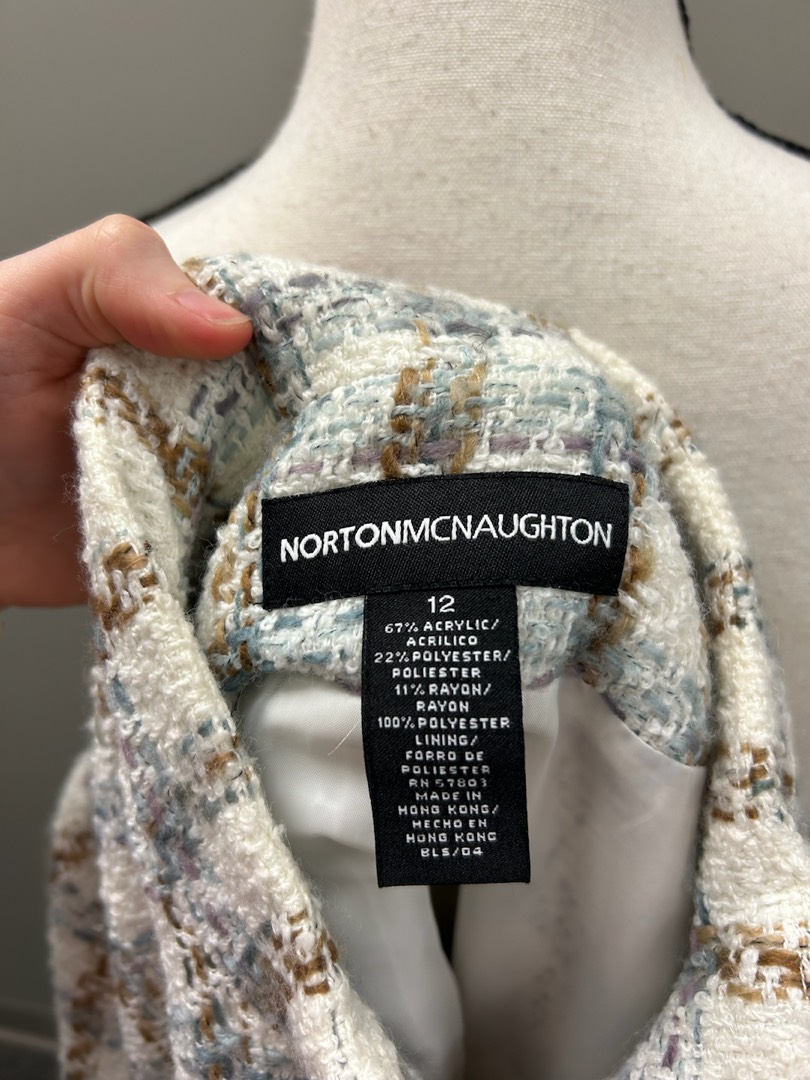 NORTONMCNAUGHTON
12
67% ACRYLIC/
ACRILICO
22% POLYESTER/
POLIESTER
11% RAYON/
RAYON
100% POLYESTER
LINING/
FORRO DE
POLIESTER
RN 57803
MADE IN
HONG KONG/
HECHO EN
HONG KONG
BLS/04